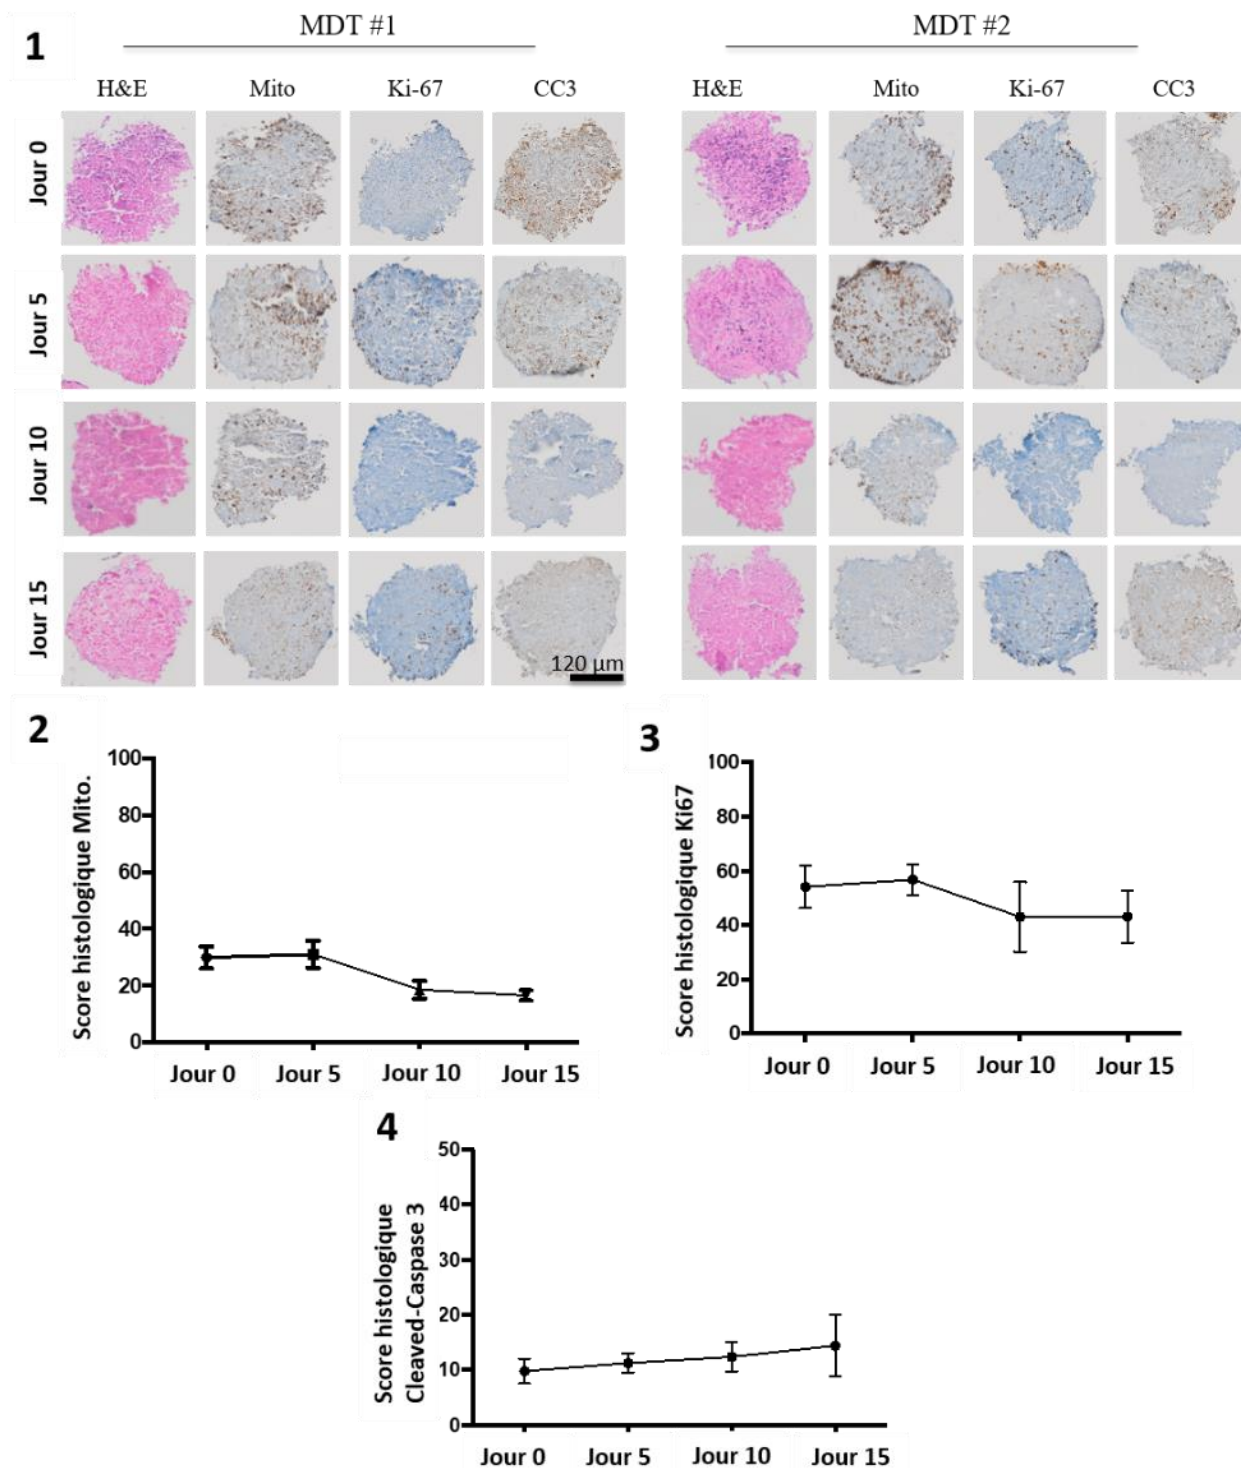 1
MDT #1
MDT #2
H&E Mito Ki-67 CC3 H&E Mito Ki-67 CC3
Jour 0
Jour 5
Jour 10
Jour 15
120 µm
2
Score histologique Mito.
100
80
60
40
20
0
Jour 0 Jour 5 Jour 10 Jour 15
3
Score histologique Ki67
100
80
60
40
20
0
Jour 0 Jour 5 Jour 10 Jour 15
4
Score histologique
Cleaved-Caspase 3
50
40
30
20
10
0
Jour 0 Jour 5 Jour 10 Jour 15